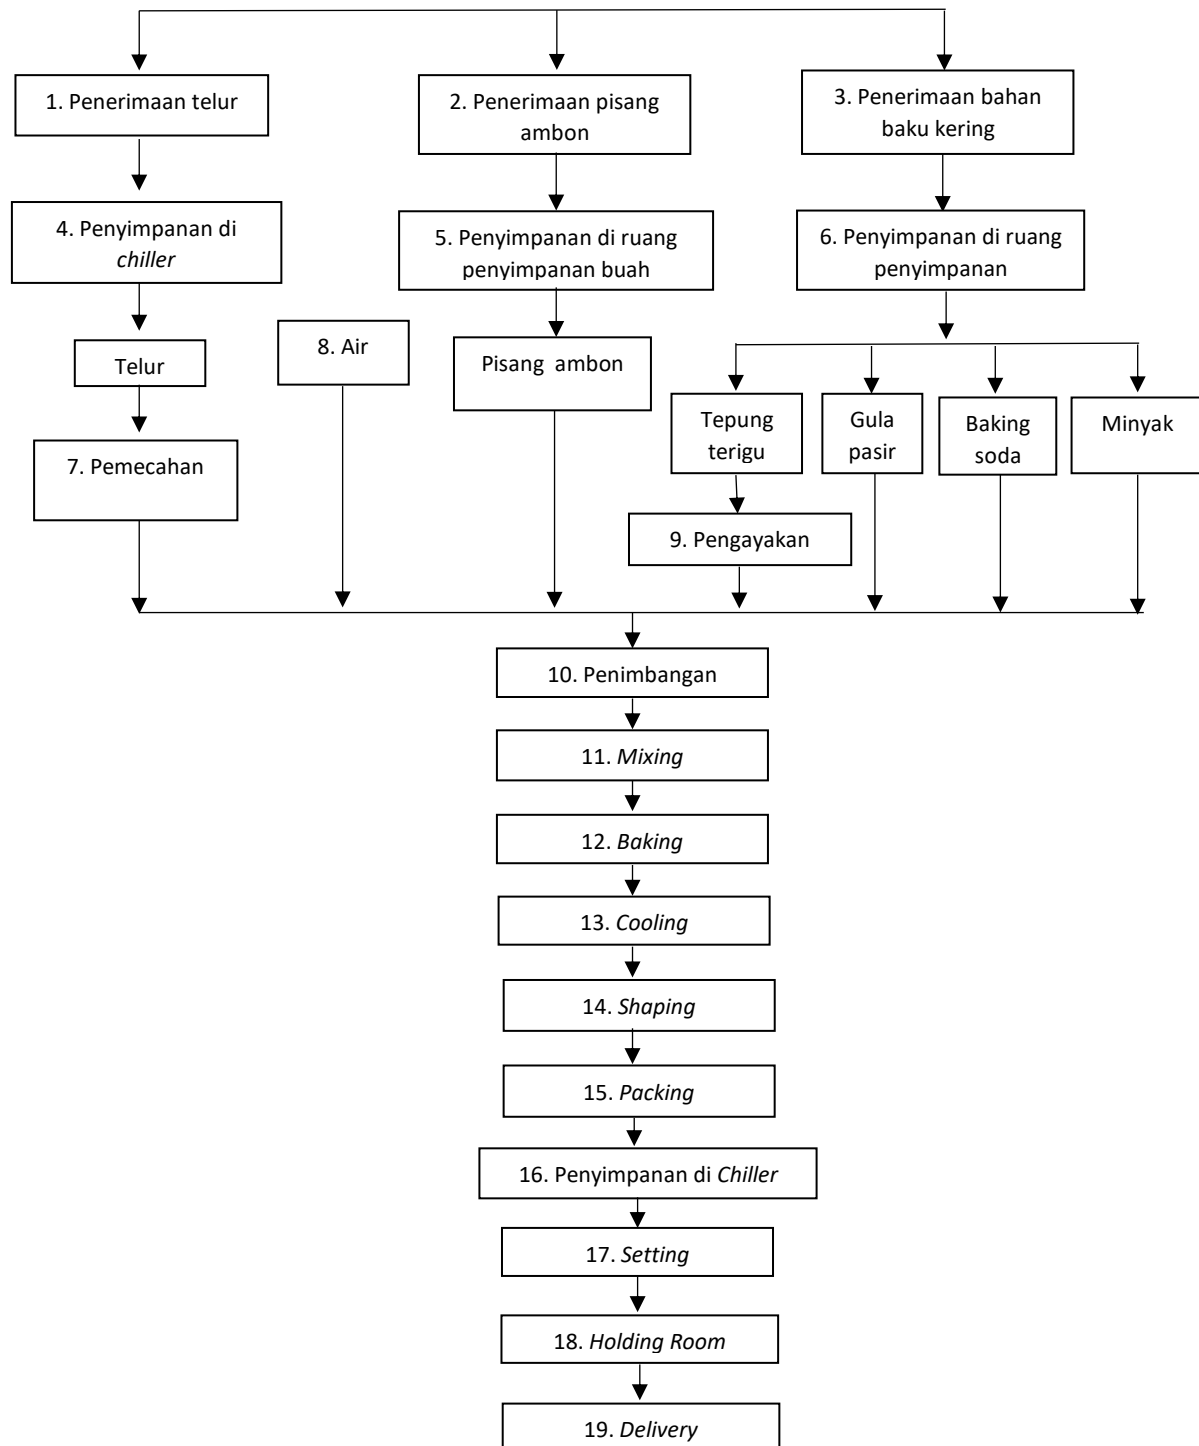 1. Penerimaan telur
2. Penerimaan pisang
ambon
3. Penerimaan bahan
baku kering
4. Penyimpanan di
chiller
5. Penyimpanan di ruang
penyimpanan buah
6. Penyimpanan di ruang
penyimpanan
Telur
8. Air
Pisang ambon
Tepung
terigu
Gula
pasir
Baking
soda
Minyak
7. Pemecahan
9. Pengayakan
10. Penimbangan
11. Mixing
12. Baking
13. Cooling
14. Shaping
15. Packing
16. Penyimpanan di Chiller
17. Setting
18. Holding Room
19. Delivery